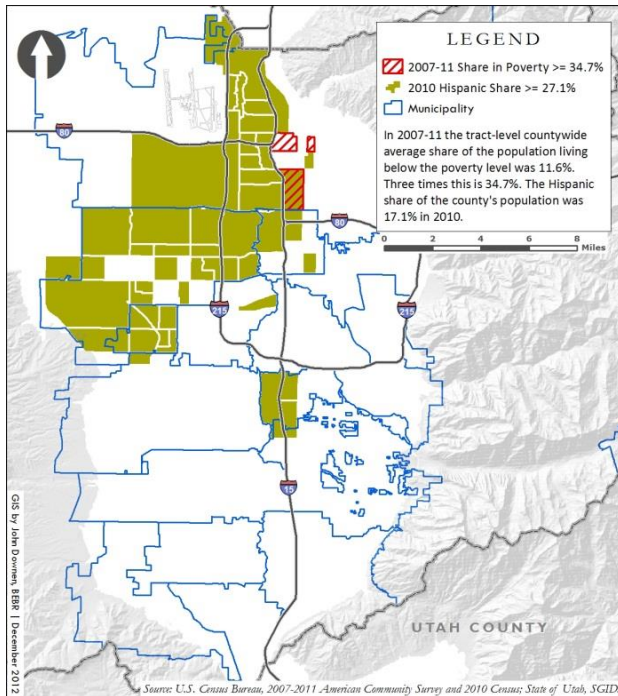 LEGEND
2007-11 Share in Poverty >= 34.7%
2010 Hispanic Share >= 27.1%
Municipality
In 2007-11 the tract-level countywide
average share of the population living
below the poverty level was 11.6%.
Three times this is 34.7%. The Hispanic
share of the county's population was
17.1% in 2010.
0 2 4 6 8
Miles
80
80
215
215
15
UTAH COUNTY
GIS by John Downen, BEBR | December 2012
Source: U.S. Census Bureau, 2007-2011 American Community Survey and 2010 Census; State of Utah, SGID